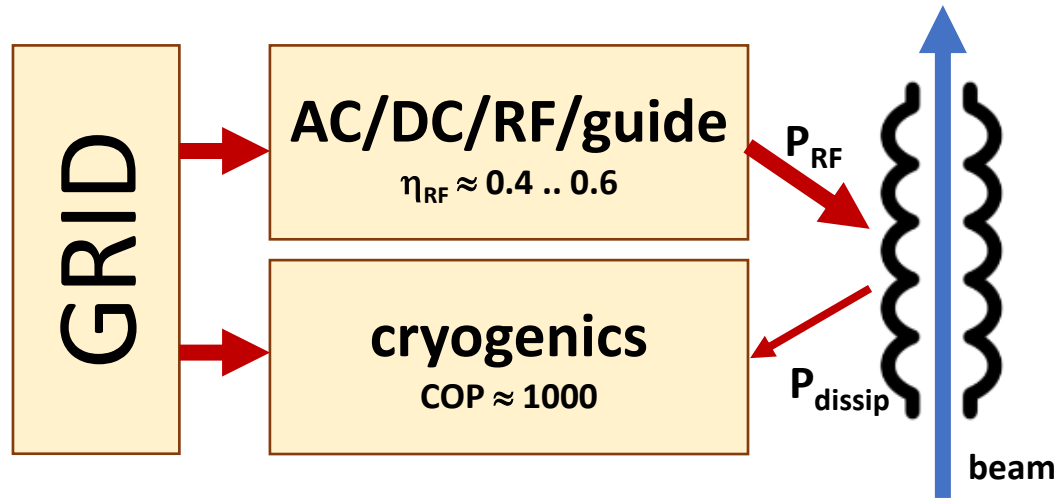 GRID
AC/DC/RF/guide
ηRF ≈ 0.4 .. 0.6
PRF
cryogenics
COP ≈ 1000
Pdissip
beam